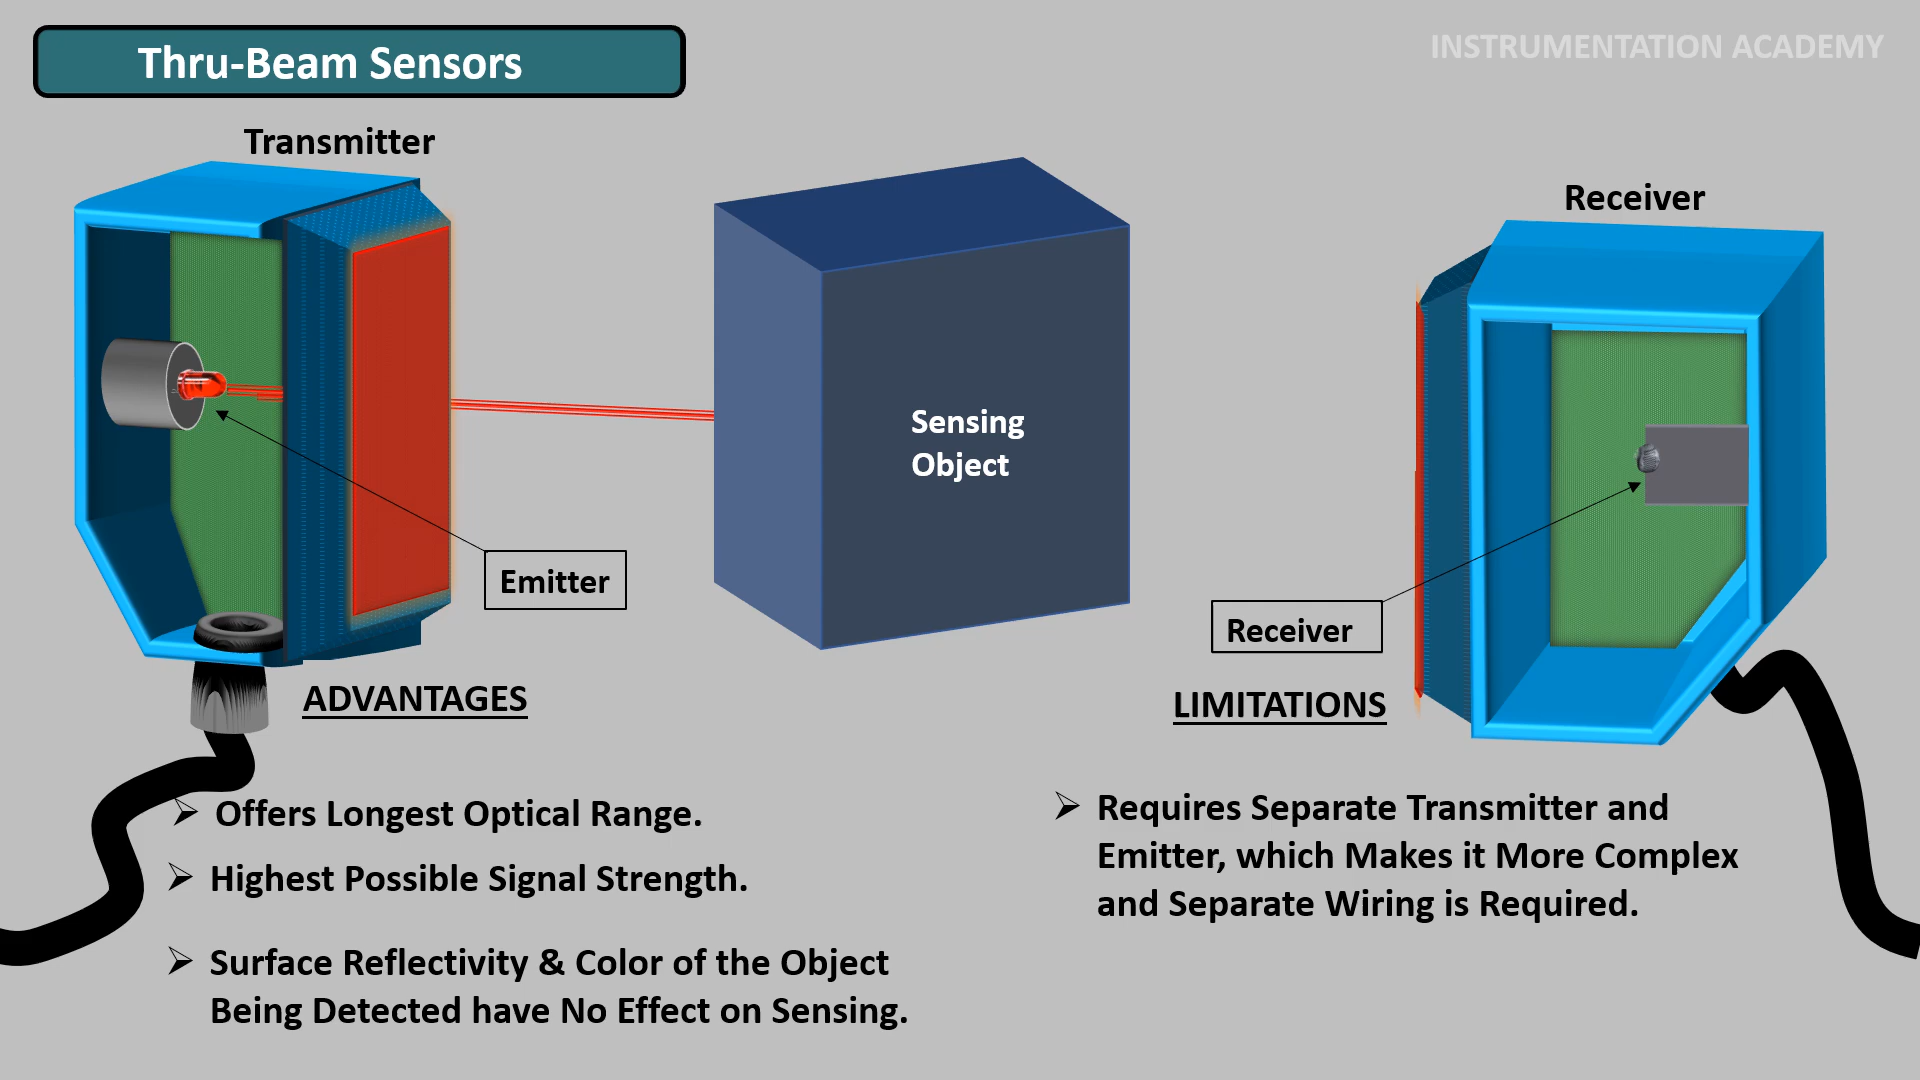 Thru-Beam Sensors
INSTRUMENTATION ACADEMY
Transmitter
Receiver
Sensing
Object
Emitter
Receiver
ADVANTAGES
LIMITATIONS
➢ Offers Longest Optical Range.
➢ Highest Possible Signal Strength.
➢ Surface Reflectivity & Color of the Object
Being Detected have No Effect on Sensing.
➢ Requires Separate Transmitter and
Emitter, which Makes it More Complex
and Separate Wiring is Required.